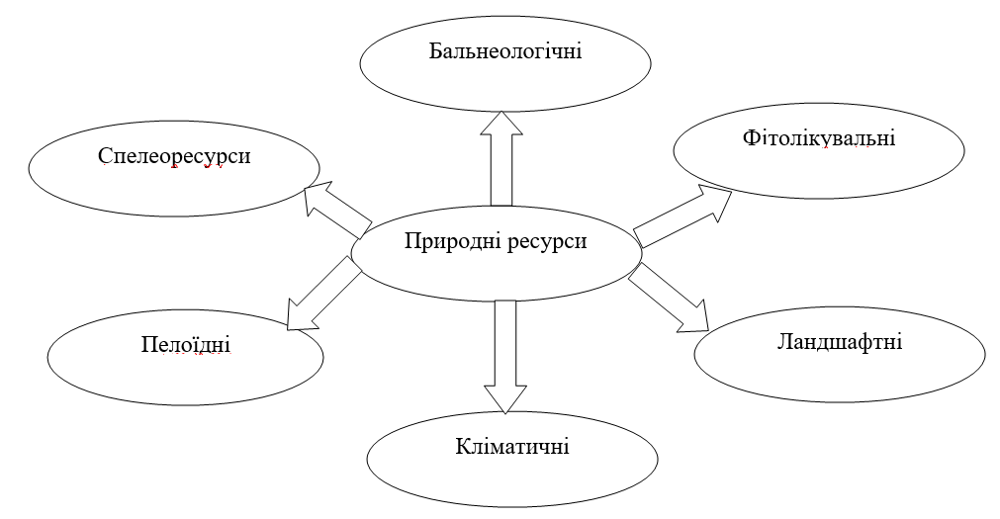 Бальнеологічні
Фітолікувальні
Спелеоресурси
Природні ресурси
Пелоїдні
Ландшафтні
Кліматичні